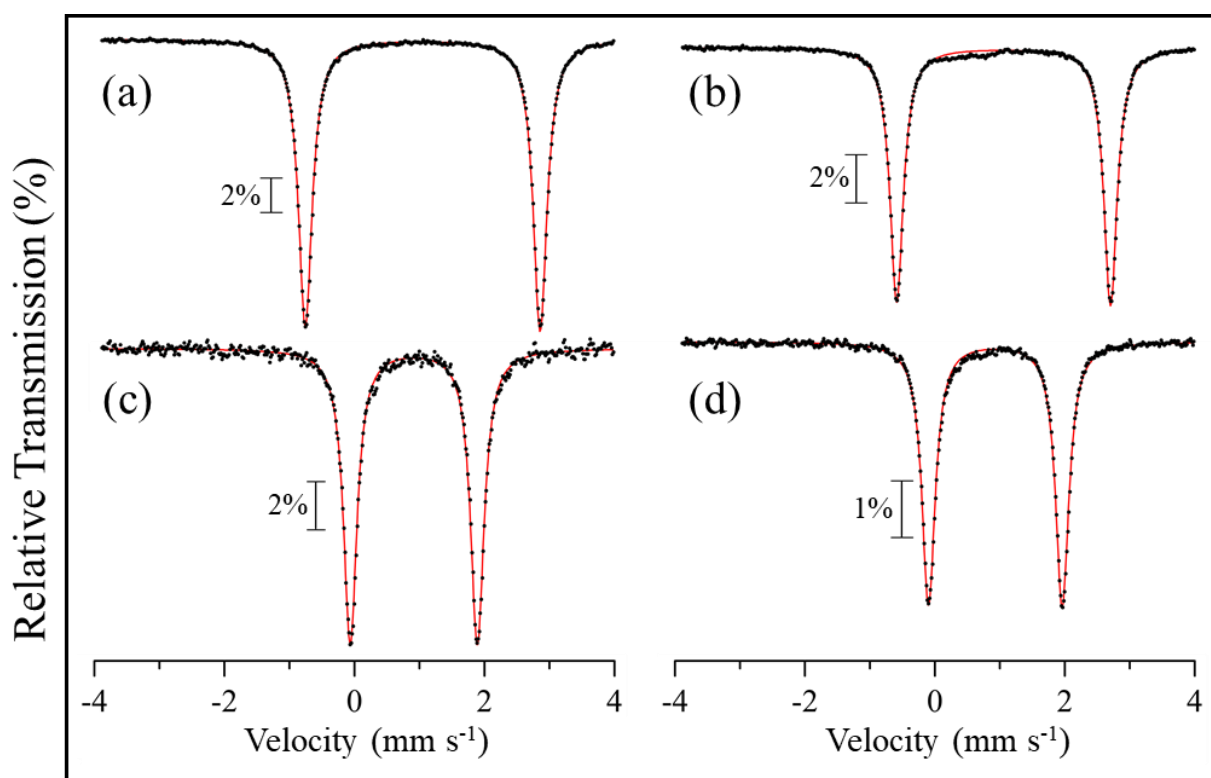 Relative Transmission (%)
(a)
2%
(b)
2%
(c)
2%
(d)
1%
-4 -2 0 2 4
Velocity (mm s⁻¹)
-4 -2 0 2 4
Velocity (mm s⁻¹)